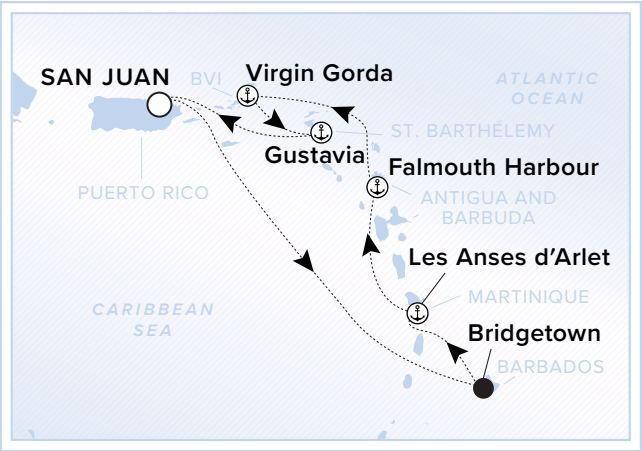 SAN JUAN
BVI
Virgin Gorda
ATLANTIC
OCEAN
ST. BARTHÉLEMY
Gustavia
Falmouth Harbour
PUERTO RICO
ANTIGUA AND
BARBUDA
Les Anses d’Arlet
MARTINIQUE
CARIBBEAN
SEA
Bridgetown
BARBADOS